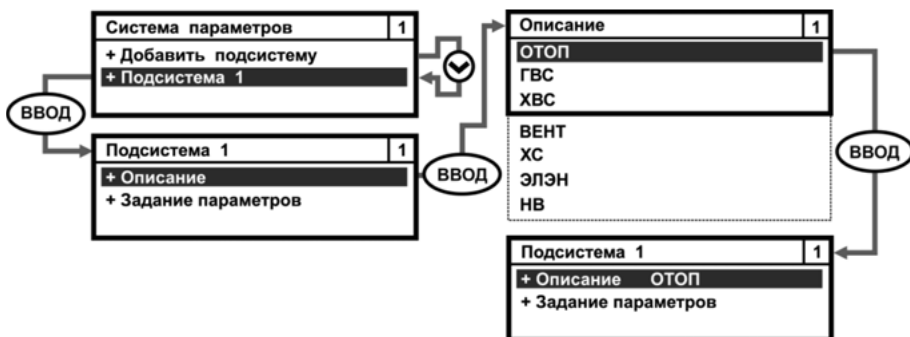 Система параметров 1
+ Добавить подсистему
+ Подсистема 1
ВВОД
Подсистема 1 1
+ Описание
+ Задание параметров
ВВОД
Описание 1
ОТОП
ГВС
ХВС
ВЕНТ
ХС
ЭЛЭН
НВ
ВВОД
Подсистема 1 1
+ Описание ОТОП
+ Задание параметров